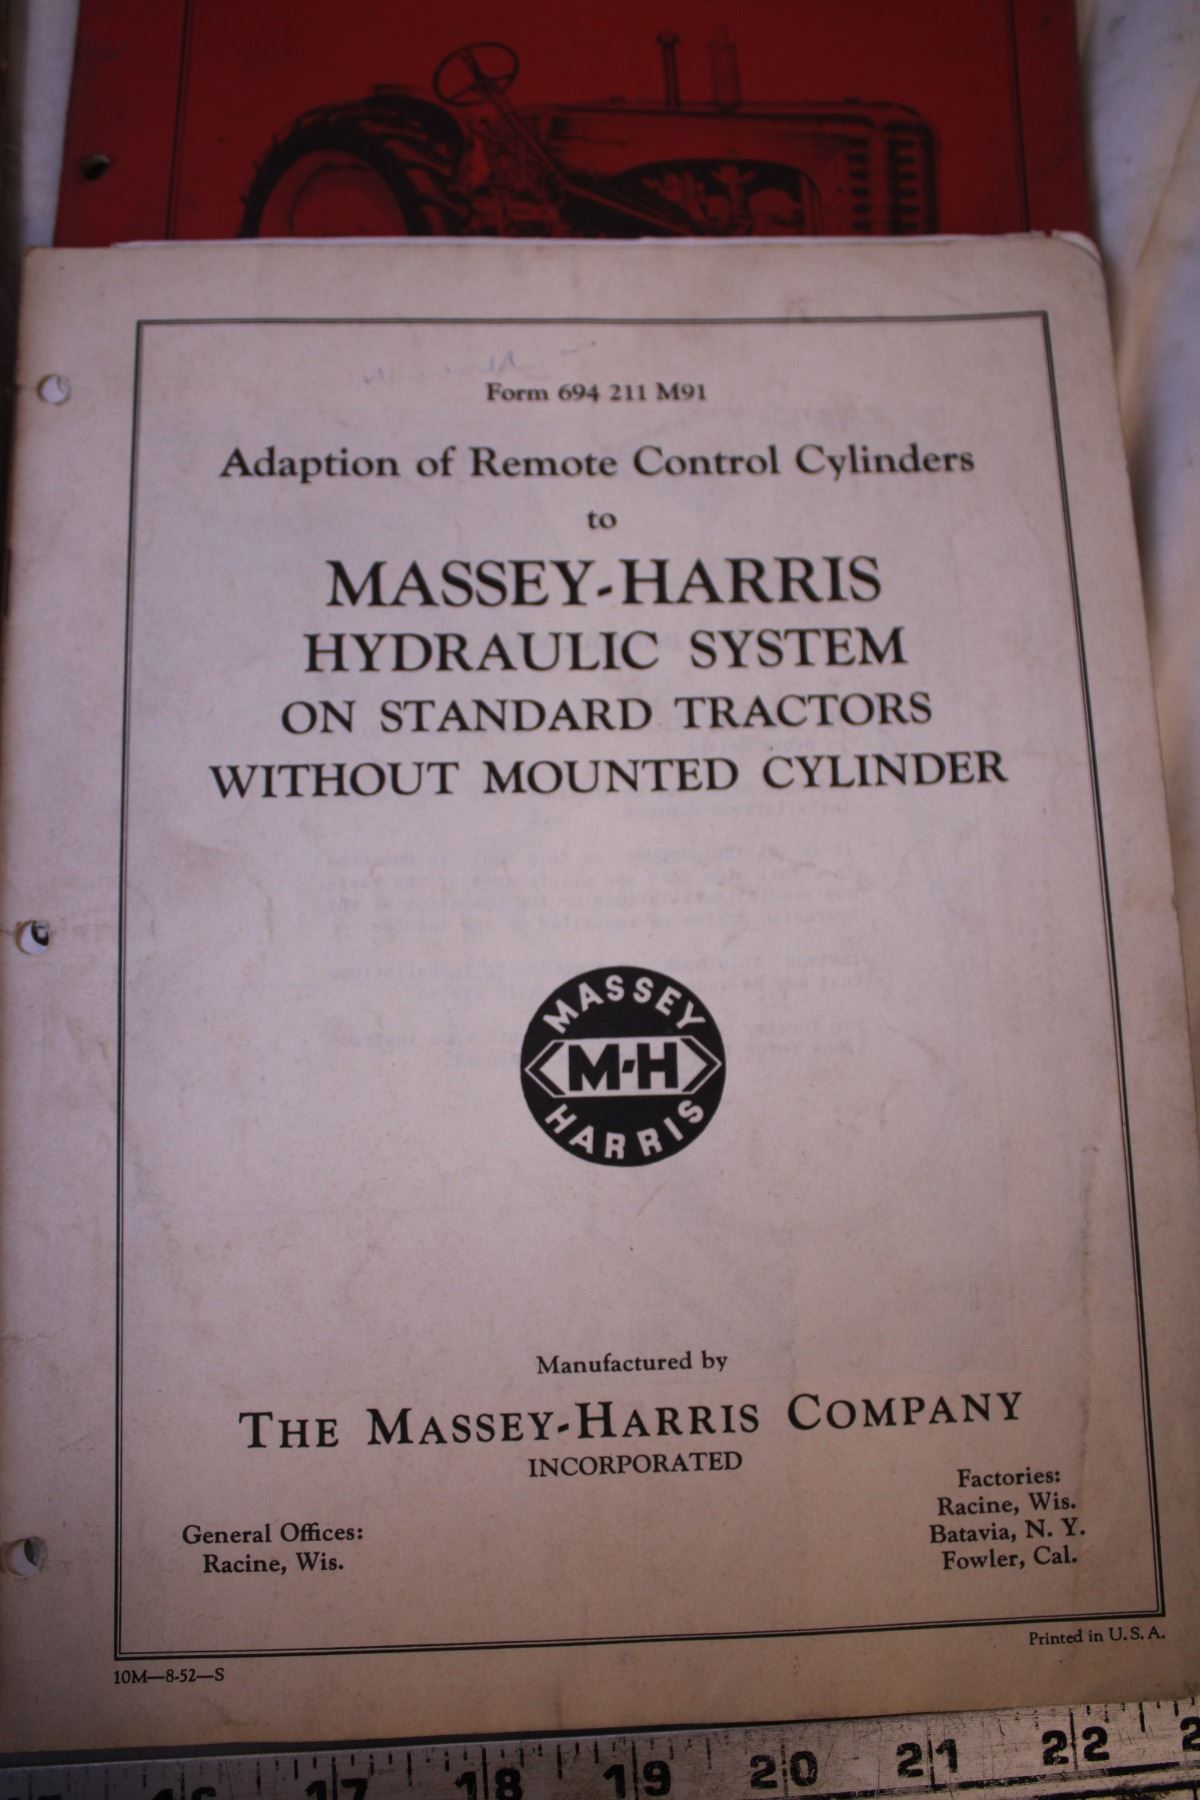 Form 694 211 M91
Adaption of Remote Control Cylinders
to
MASSEY-HARRIS
HYDRAULIC SYSTEM
ON STANDARD TRACTORS
WITHOUT MOUNTED CYLINDER
MASSEY
M-H
HARRIS
Manufactured by
THE MASSEY-HARRIS COMPANY
INCORPORATED
General Offices:
Racine, Wis.
Factories:
Racine, Wis.
Batavia, N. Y.
Fowler, Cal.
10M—8-52—S
Printed in U. S. A.
16 17 18 19 20 21 22